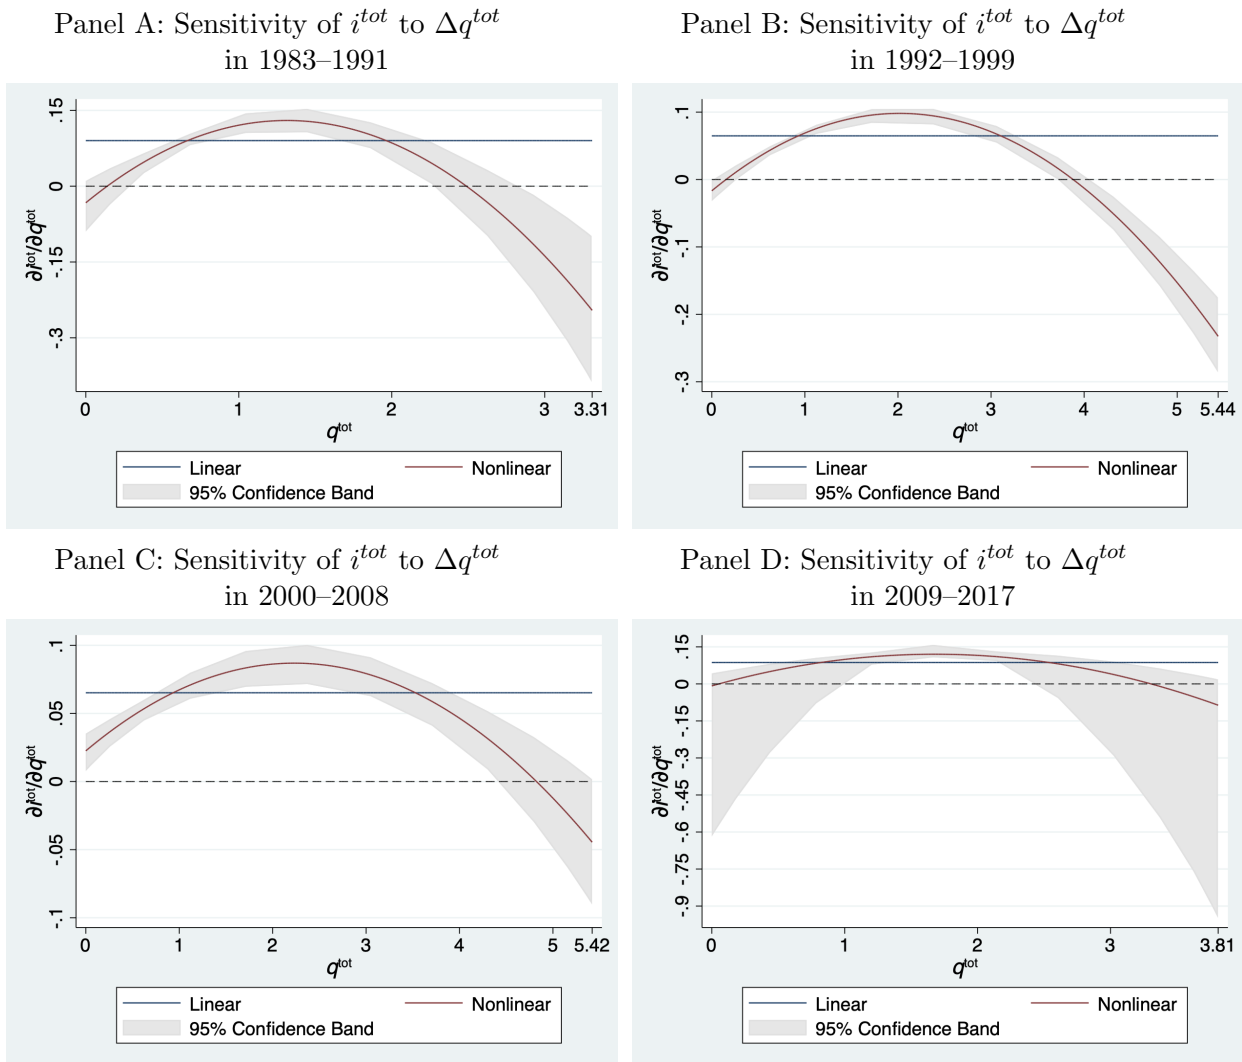 Panel A: Sensitivity of i^{tot} to Δq^{tot}
in 1983–1991
.15
0
-.15
-.3
∂i^{tot}/∂q^{tot}
0 1 2 3 3.31
q^{tot}
Linear Nonlinear
95% Confidence Band
Panel B: Sensitivity of i^{tot} to Δq^{tot}
in 1992–1999
.1
0
-.1
-.2
-.3
∂i^{tot}/∂q^{tot}
0 1 2 3 4 5 5.44
q^{tot}
Linear Nonlinear
95% Confidence Band
Panel C: Sensitivity of i^{tot} to Δq^{tot}
in 2000–2008
.1
.05
0
-.05
-.1
∂i^{tot}/∂q^{tot}
0 1 2 3 4 5 5.42
q^{tot}
Linear Nonlinear
95% Confidence Band
Panel D: Sensitivity of i^{tot} to Δq^{tot}
in 2009–2017
.15
0
-.15
-.3
-.45
-.6
-.75
-.9
∂i^{tot}/∂q^{tot}
0 1 2 3 3.81
q^{tot}
Linear Nonlinear
95% Confidence Band